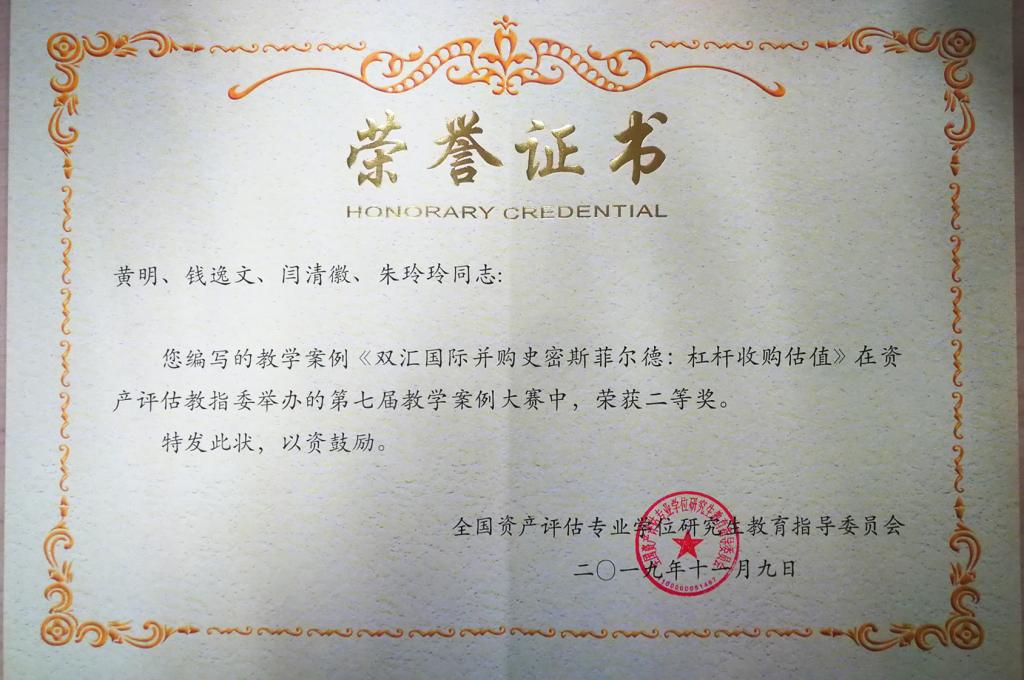 荣誉证书
HONORARY CREDENTIAL
黄明、钱逸文、闫清徽、朱玲玲同志:
您编写的教学案例《双汇国际并购史密斯菲尔德：杠杆收购估值》在资
产评估教指委举办的第七届教学案例大赛中，荣获二等奖。
特发此状，以资鼓励。
全国资产评估专业学位研究生教育指导委员会
二〇一九年十一月九日